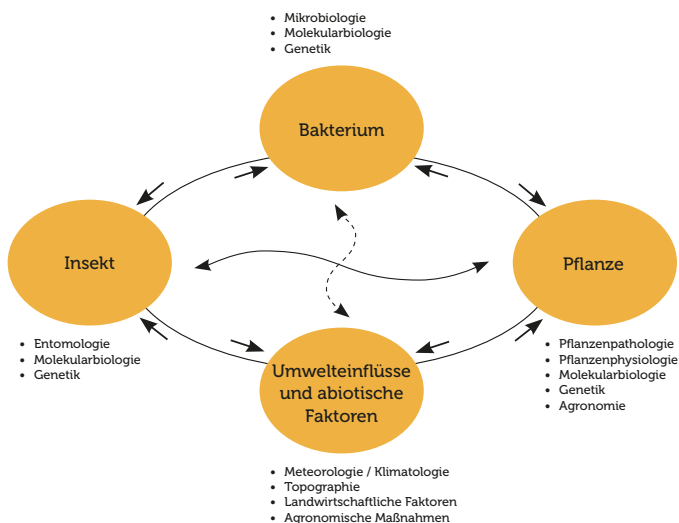 • Mikrobiologie
• Molekularbiologie
• Genetik
Bakterium
Insekt
Pflanze
• Entomologie
• Molekularbiologie
• Genetik
Umwelteinflüsse
und abiotische
Faktoren
• Pflanzenpathologie
• Pflanzenphysiologie
• Molekularbiologie
• Genetik
• Agronomie
• Meteorologie / Klimatologie
• Topographie
• Landwirtschaftliche Faktoren
• Agronomische Maßnahmen